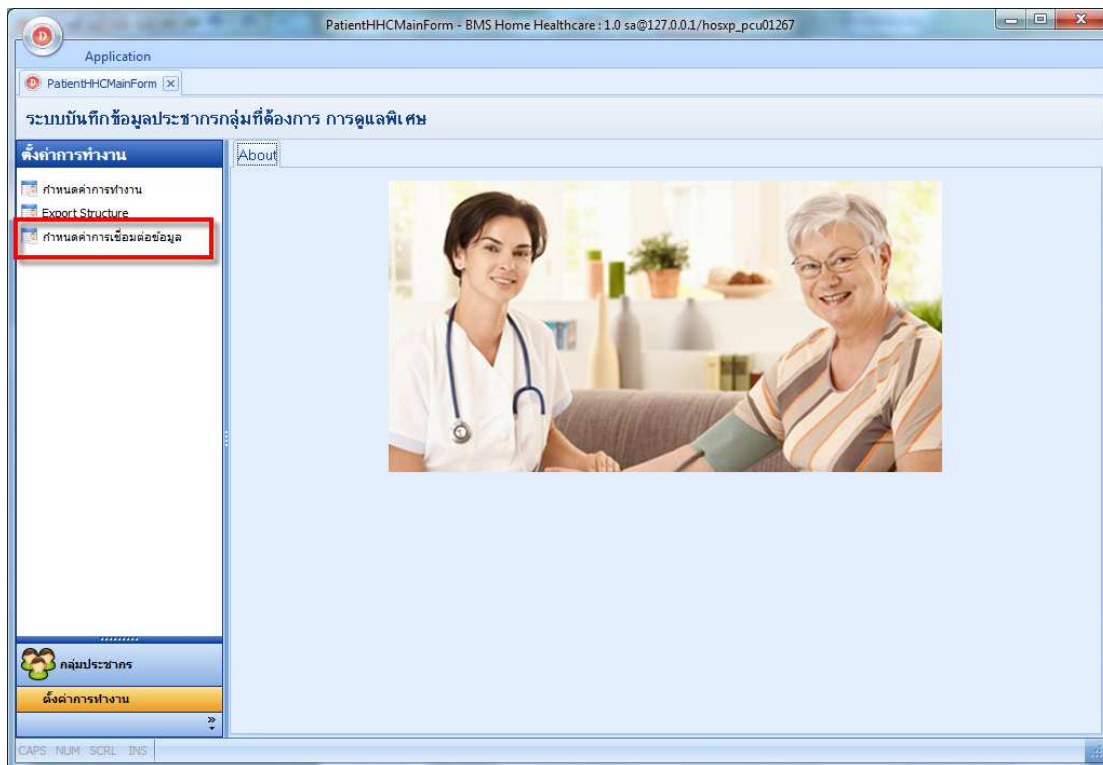 PatientHHCMainForm - BMS Home Healthcare : 1.0 sa@127.0.0.1/hosxp_pcu01267
Application
PatientHHCMainForm
ระบบบันทึกข้อมูลประชากรกลุ่มที่ต้องการ การดูแลพิเศษ
ตั้งค่าการทำงาน
About
กำหนดค่าการทำงาน
Export Structure
กำหนดค่าการเชื่อมต่อข้อมูล
กลุ่มประชากร
ตั้งค่าการทำงาน
CAPS NUM SCRL INS